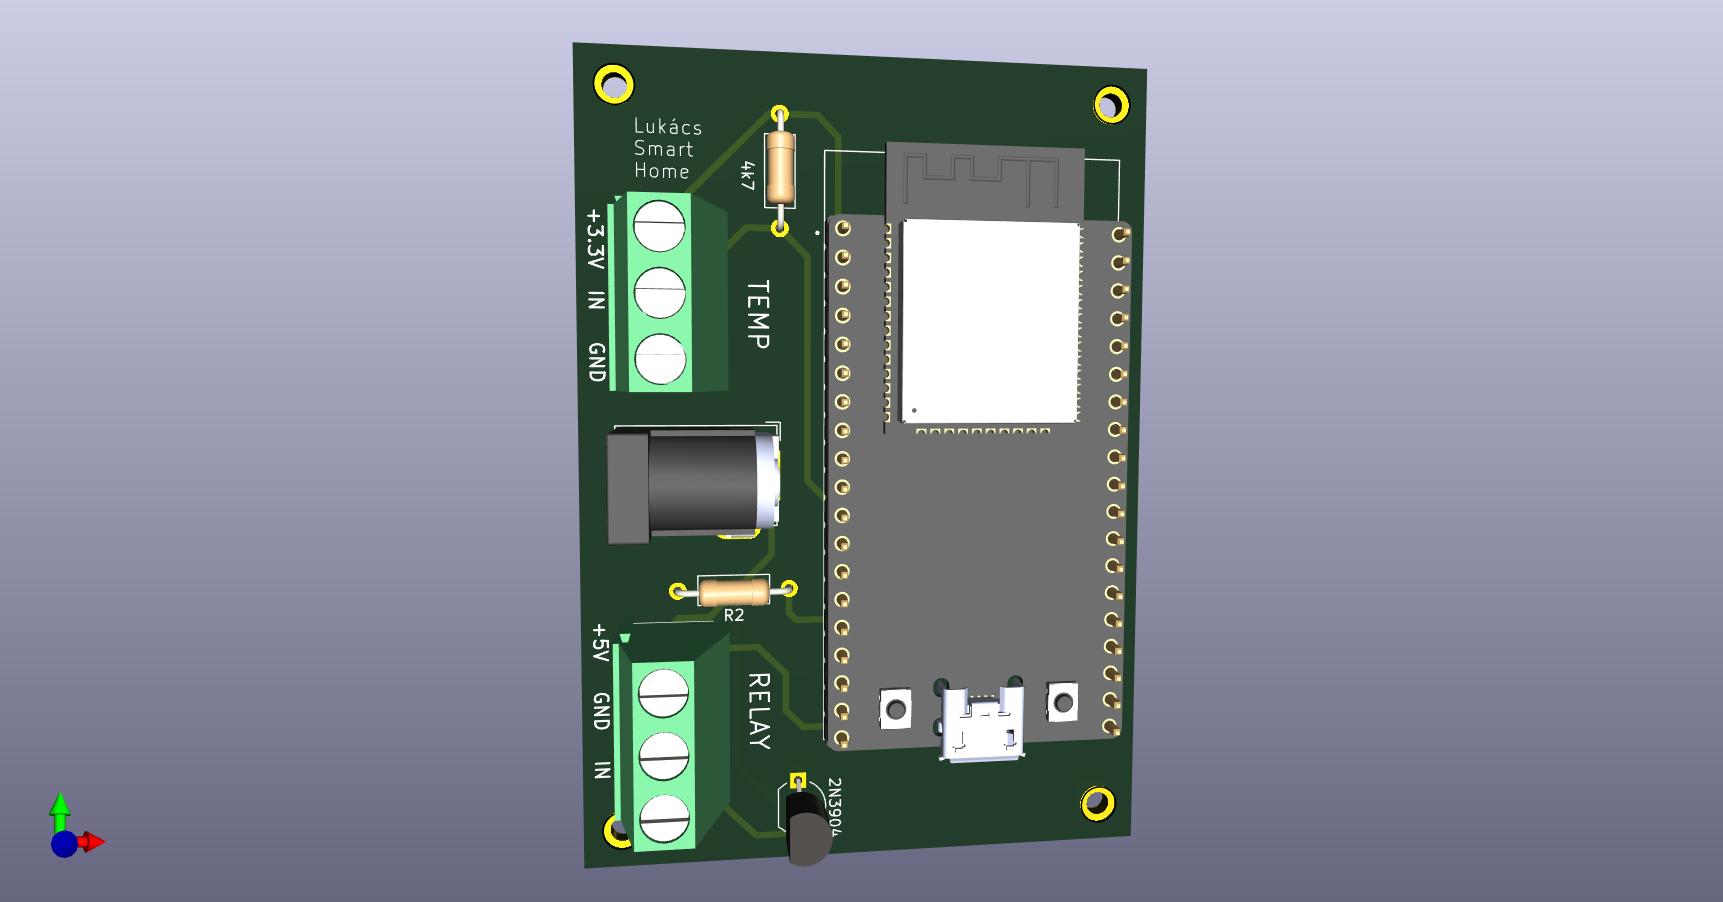 Lukács
Smart
Home
4k7
+3.3V
IN
GND
TEMP
R2
+5V
GND
IN
RELAY
2N3904